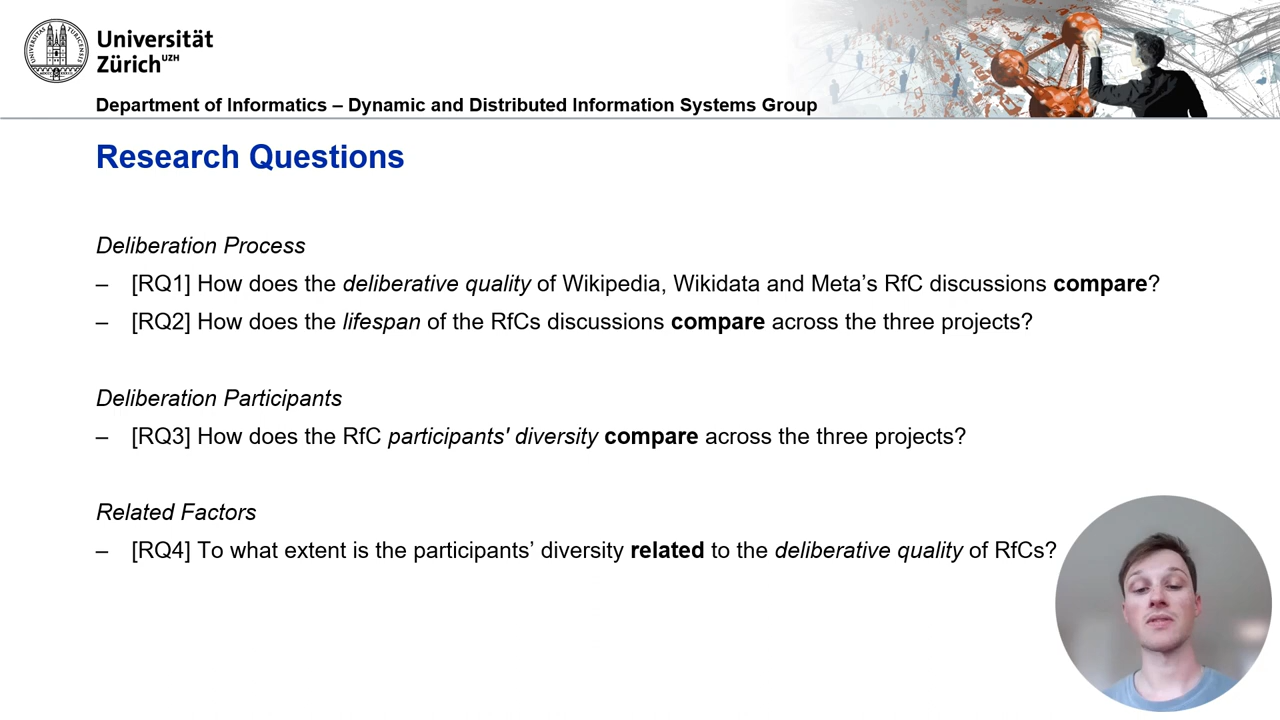 Universität
Zürich UZH
Department of Informatics – Dynamic and Distributed Information Systems Group
Research Questions
Deliberation Process
– [RQ1] How does the deliberative quality of Wikipedia, Wikidata and Meta’s RfC discussions compare?
– [RQ2] How does the lifespan of the RfCs discussions compare across the three projects?
Deliberation Participants
– [RQ3] How does the RfC participants' diversity compare across the three projects?
Related Factors
– [RQ4] To what extent is the participants’ diversity related to the deliberative quality of RfCs?